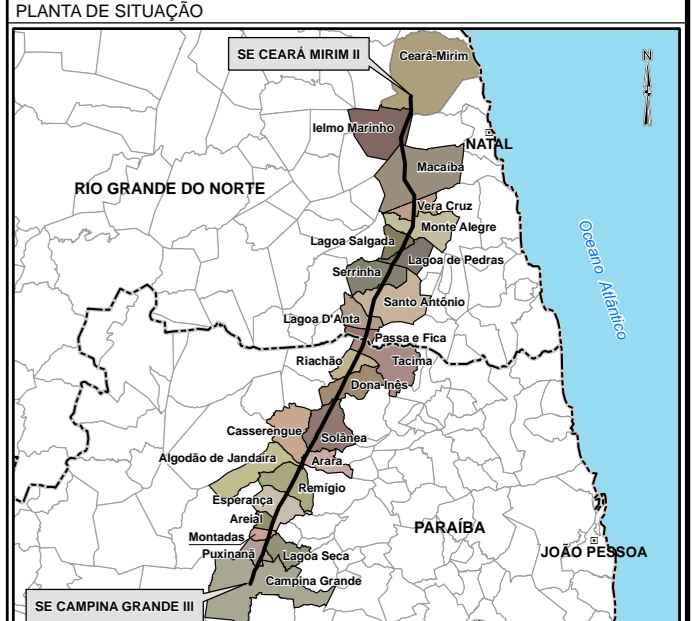 PLANTA DE SITUAÇÃO
SE CEARÁ MIRIM II
Ceará-Mirim
N
Ielmo Marinho
NATAL
Macaíba
RIO GRANDE DO NORTE
Vera Cruz
Monte Alegre
Lagoa Salgada
Lagoa de Pedras
Serrinha
Oceano Atlântico
Santo Antônio
Lagoa D'Anta
Passa e Fica
Riachão
Tacima
Dona Inês
Casserengue
Solânea
Algodão de Jandaíra
Arara
Remígio
Esperança
Areial
PARAÍBA
Montadas
JOÃO PESSOA
Puxinanã
Lagoa Seca
Campina Grande
SE CAMPINA GRANDE III